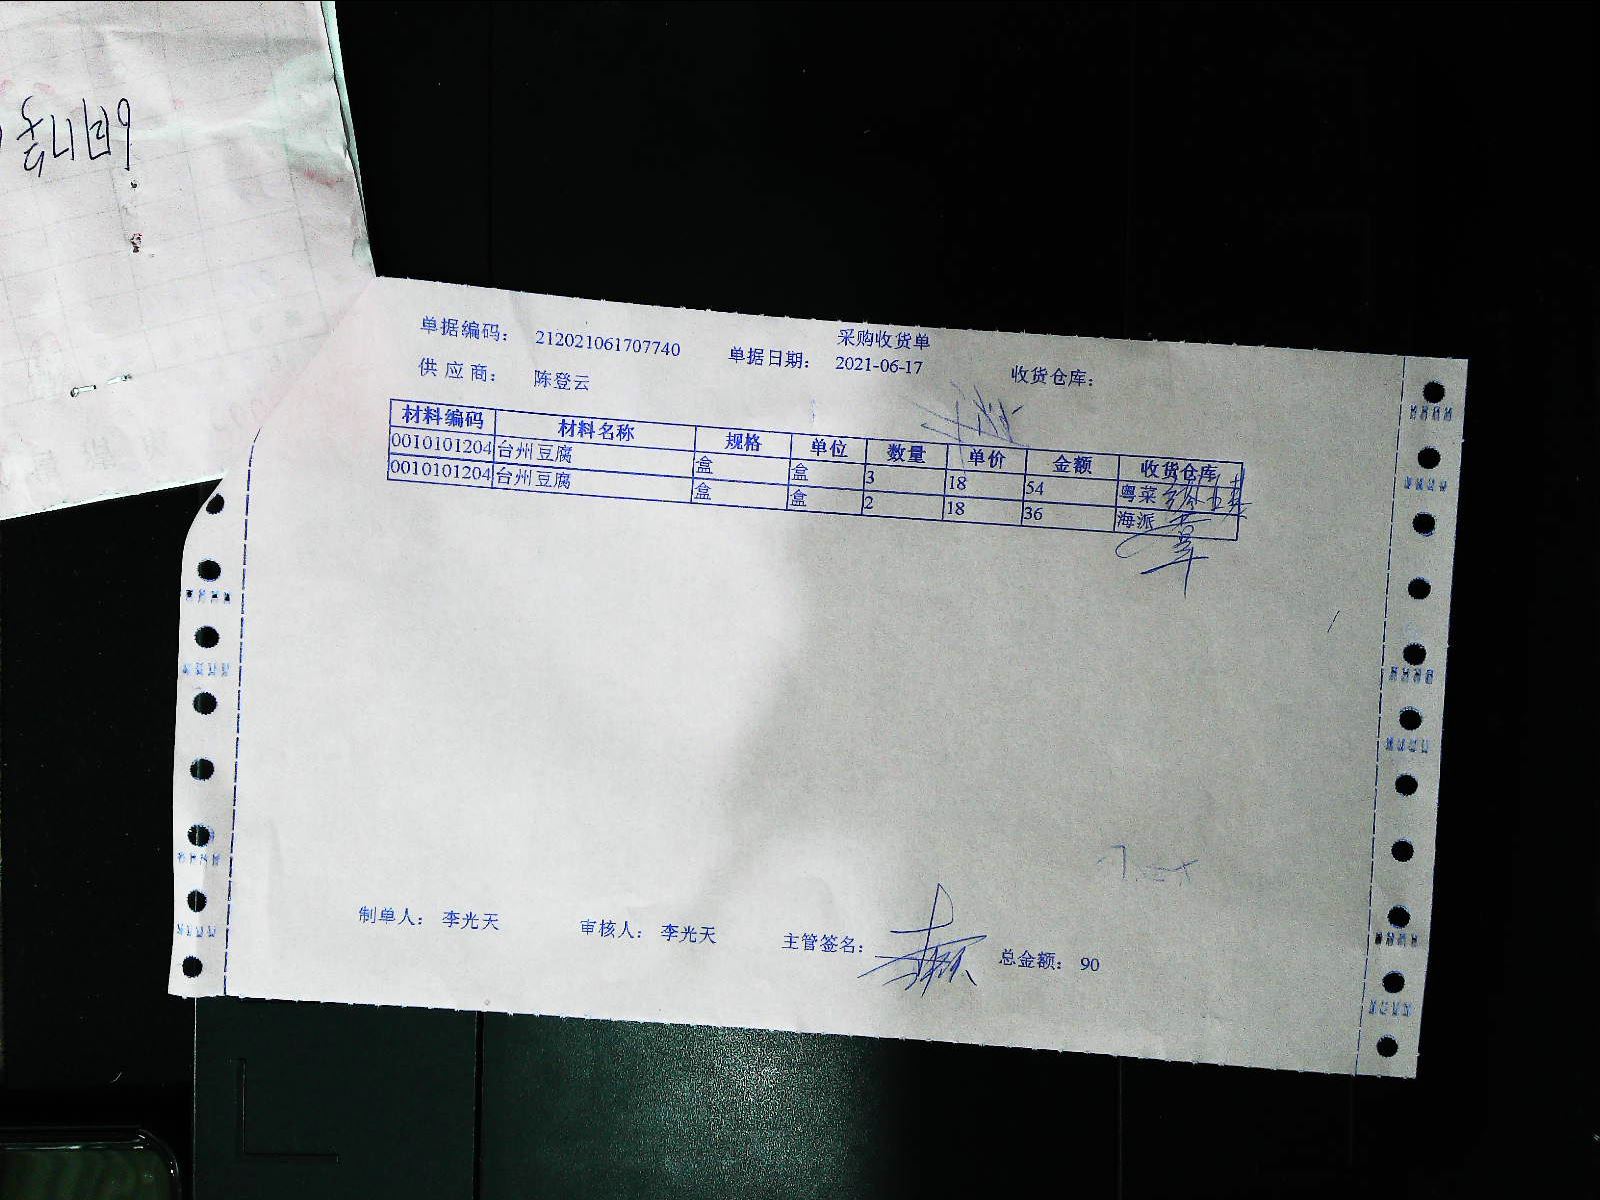 采购收货单
单据编码： 212021061707740 单据日期： 2021-06-17 收货仓库：
供应商： 陈登云
材料编码 材料名称 规格 单位 数量 单价 金额 收货仓库
0010101204 台州豆腐 盒 盒 3 18 54 粤菜
0010101204 台州豆腐 盒 盒 2 18 36 海派
制单人： 李光天 审核人： 李光天 主管签名： 总金额： 90